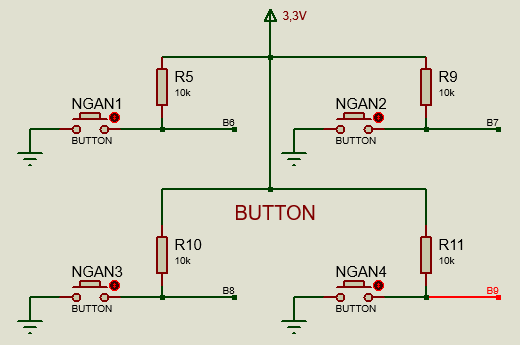 3,3V
R5
10k
R9
10k
NGAN1
BUTTON
B6
NGAN2
BUTTON
B7
BUTTON
R10
10k
R11
10k
NGAN3
BUTTON
B8
NGAN4
BUTTON
B9